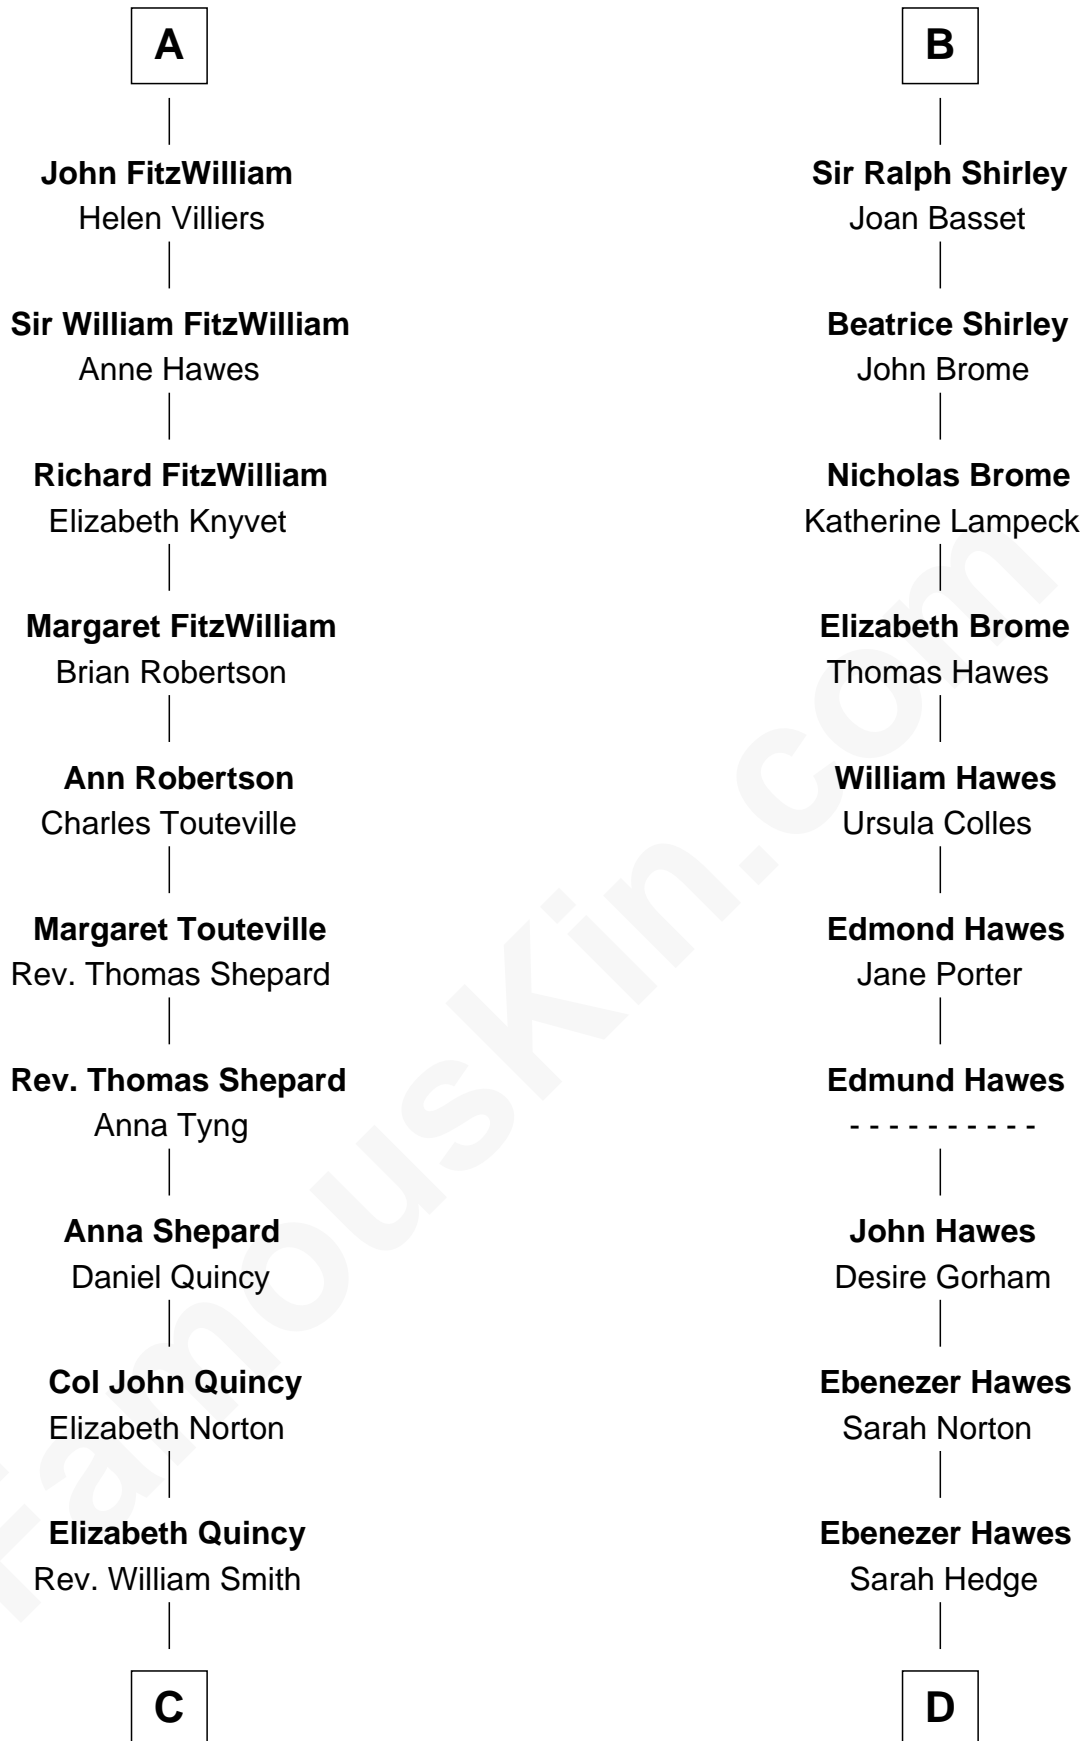 A
John FitzWilliam
Helen Villiers
Sir William FitzWilliam
Anne Hawes
Richard FitzWilliam
Elizabeth Knyvet
Margaret FitzWilliam
Brian Robertson
Ann Robertson
Charles Touteville
Margaret Touteville
Rev. Thomas Shepard
Rev. Thomas Shepard
Anna Tyng
Anna Shepard
Daniel Quincy
Col John Quincy
Elizabeth Norton
Elizabeth Quincy
Rev. William Smith
C
B
Sir Ralph Shirley
Joan Basset
Beatrice Shirley
John Brome
Nicholas Brome
Katherine Lampeck
Elizabeth Brome
Thomas Hawes
William Hawes
Ursula Colles
Edmond Hawes
Jane Porter
Edmund Hawes
- - - - - - - - - -
John Hawes
Desire Gorham
Ebenezer Hawes
Sarah Norton
Ebenezer Hawes
Sarah Hedge
D
FamousKin.com